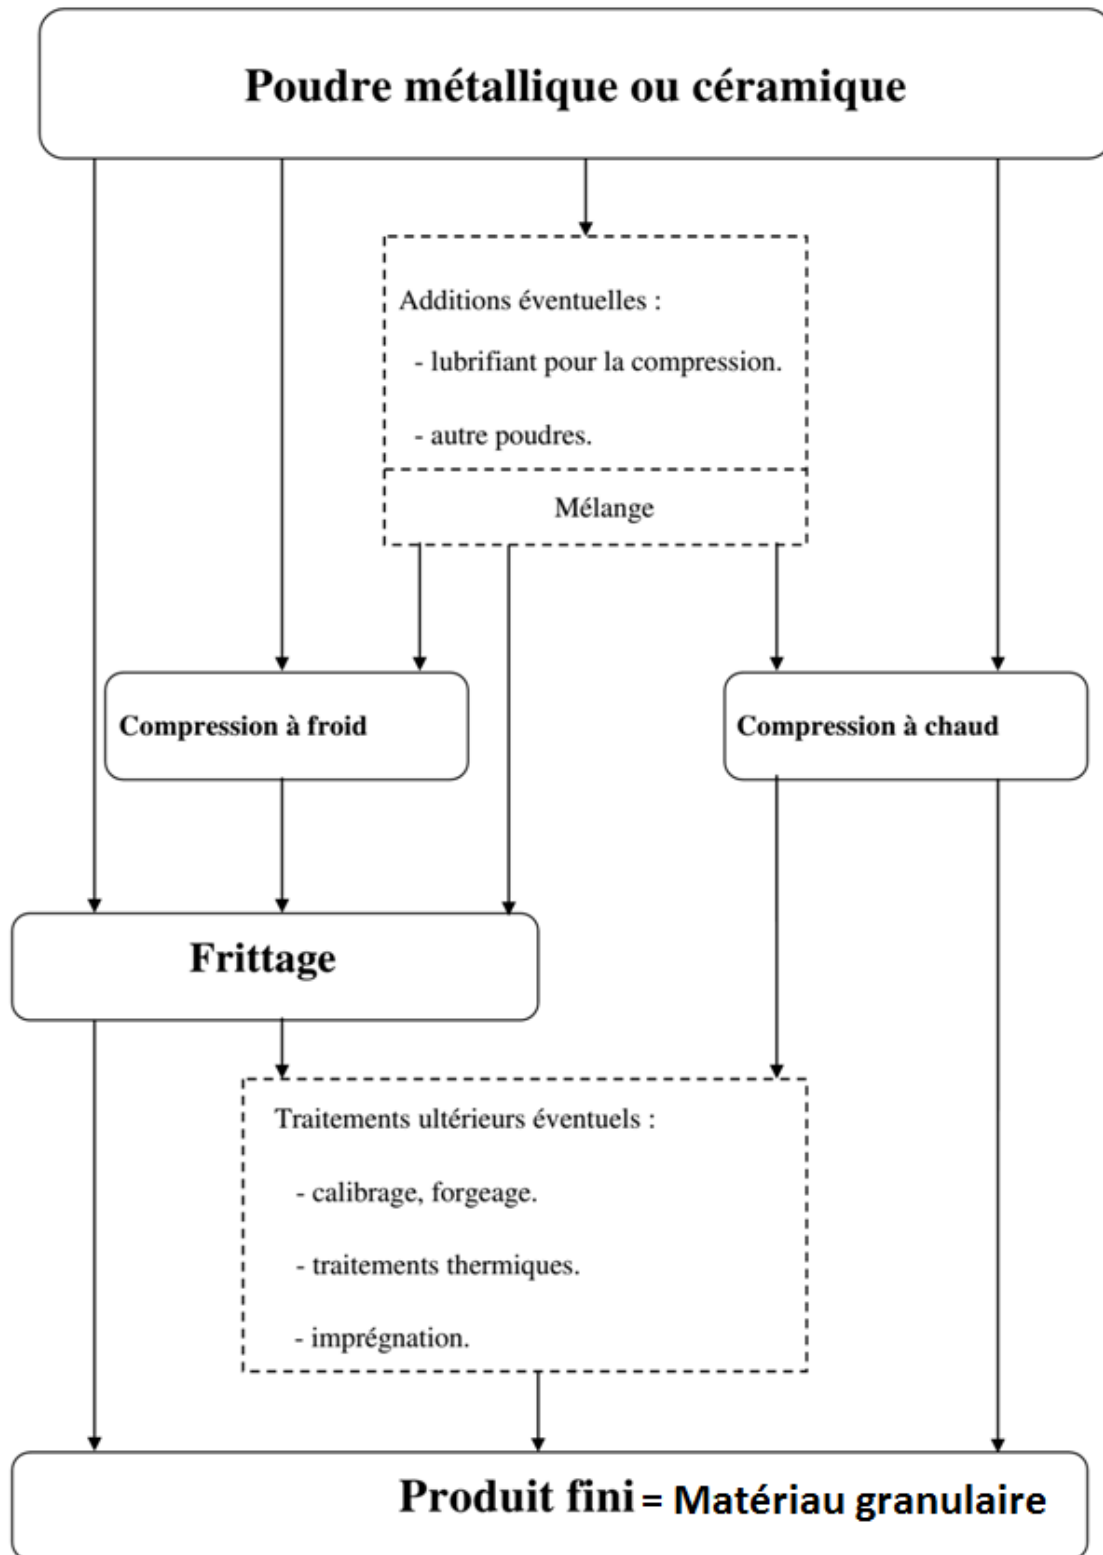 Poudre métallique ou céramique
Additions éventuelles :
- lubrifiant pour la compression.
- autre poudres.
Mélange
Compression à froid
Compression à chaud
Frittage
Traitements ultérieurs éventuels :
- calibrage, forgeage.
- traitements thermiques.
- imprégnation.
Produit fini = Matériau granulaire